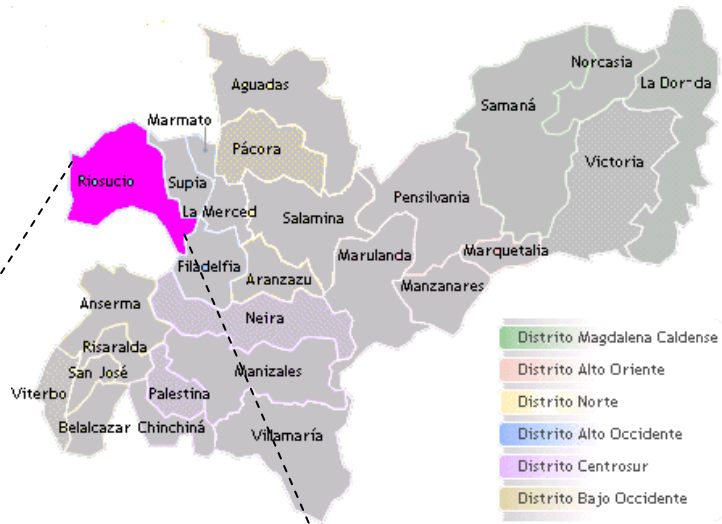 Norcasia
La Dorada
Aguadas
Samaná
Marmato
Pácora
Victoria
Riosucio
Supia
Pensilvania
La Merced
Salamina
Marulanda
Marquetalia
Filadelfia
Aranzazu
Manzanares
Anserma
Neira
Risaralda
San José
Manizales
Viterbo
Palestina
Belalcazar
Chinchiná
Villamaría
Distrito Magdalena Caldense
Distrito Alto Oriente
Distrito Norte
Distrito Alto Occidente
Distrito Centrosur
Distrito Bajo Occidente